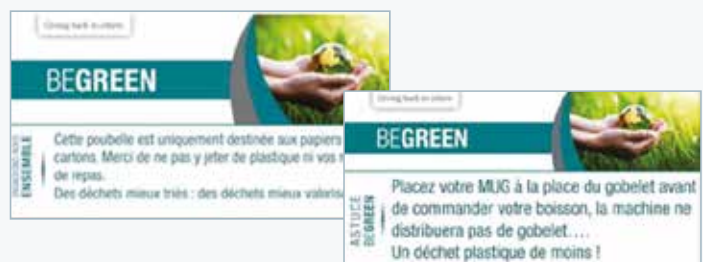 Giving back to others
BEGREEN
ENSEMBLE
Cette poubelle est uniquement destinée aux papiers
cartons. Merci de ne pas y jeter de plastique ni vos
de repas.
Des déchets mieux triés : des déchets mieux valoris
Giving back to others
BEGREEN
ASTUCE
BEGREEN
Placez votre MUG à la place du gobelet avant
de commander votre boisson, la machine ne
distribuera pas de gobelet....
Un déchet plastique de moins !